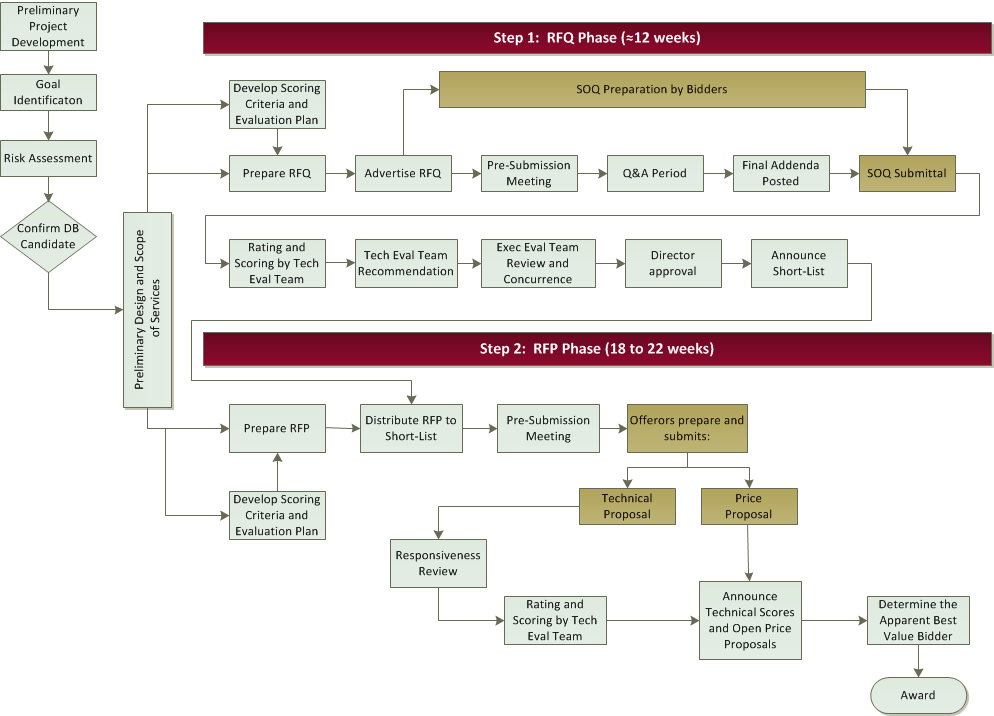 Preliminary
Project
Development
Goal
Identificaton
Risk Assessment
Confirm DB
Candidate
Preliminary Design and Scope
of Services
Step 1:  RFQ Phase (≈12 weeks)
Develop Scoring
Criteria and
Evaluation Plan
SOQ Preparation by Bidders
Prepare RFQ
Advertise RFQ
Pre-Submission
Meeting
Q&A Period
Final Addenda
Posted
SOQ Submittal
Rating and
Scoring by Tech
Eval Team
Tech Eval Team
Recommendation
Exec Eval Team
Review and
Concurrence
Director
approval
Announce
Short-List
Step 2:  RFP Phase (18 to 22 weeks)
Prepare RFP
Distribute RFP to
Short-List
Pre-Submission
Meeting
Offerors prepare and
submits:
Develop Scoring
Criteria and
Evaluation Plan
Technical
Proposal
Price
Proposal
Responsiveness
Review
Rating and
Scoring by Tech
Eval Team
Announce
Technical Scores
and Open Price
Proposals
Determine the
Apparent Best
Value Bidder
Award